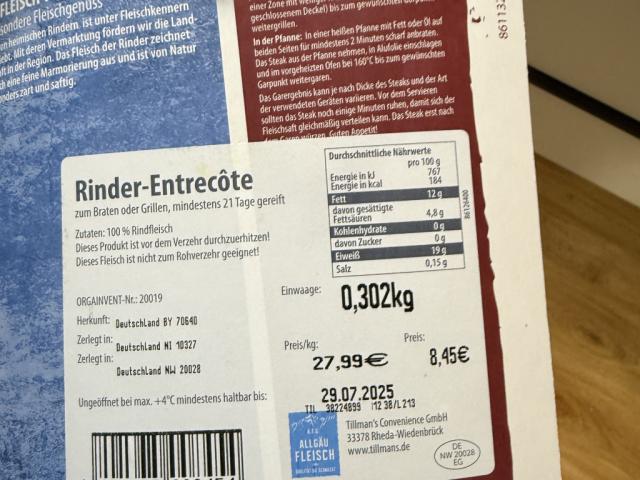 FLEISCH
sondere Fleischgenuss
n heimischen Rindern, ist unter Fleischkennern
ebt. Mit deren Vermarktung fördern wir die Land-
ft in der Region. Das Fleisch der Rinder zeichnet
ch eine feine Marmorierung aus und ist von Natur
nders zart und saftig.
geschlossenem Deckel) bis zum gewünschten
weitergrillen.
In der Pfanne: In einer heißen Pfanne mit Fett oder Öl auf
beiden Seiten für mindestens 2 Minuten scharf anbraten.
Das Steak aus der Pfanne nehmen, in Alufolie einschlagen
und im vorgeheizten Ofen bei 160°C bis zum gewünschten
Garpunkt weitergaren.
Das Garergebnis kann je nach Dicke des Steaks und der Art
der verwendeten Geräten variieren. Vor dem Servieren
sollten das Steak noch einige Minuten ruhen, damit sich der
Fleischsaft gleichmäßig verteilen kann. Das Steak erst nach
dem Garen würzen. Guten Appetit!
Rinder-Entrecôte
zum Braten oder Grillen, mindestens 21 Tage gereift
Zutaten: 100 % Rindfleisch
Dieses Produkt ist vor dem Verzehr durchzuerhitzen!
Dieses Fleisch ist nicht zum Rohverzehr geeignet!
Durchschnittliche Nährwerte
pro 100 g
Energie in kJ 767
Energie in kcal 184
Fett 12 g
davon gesättigte
Fettsäuren 4,8 g
Kohlenhydrate 0 g
davon Zucker 0 g
Eiweiß 19 g
Salz 0,15 g
86126400
ORGAINVENT-Nr.: 20019
Herkunft: Deutschland BY 70640
Zerlegt in: Deutschland NI 10327
Zerlegt in: Deutschland NW 20028
Einwaage: 0,302kg
Preis/kg: 27,99€
Preis: 8,45€
Ungeöffnet bei max. +4°C mindestens haltbar bis: 29.07.2025
TIL 38224899 12 38/L213
ALLGÄU
FLEISCH
Tillman's Convenience GmbH
33378 Rheda-Wiedenbrück
www.tillmans.de
DE
NW 20028
EG